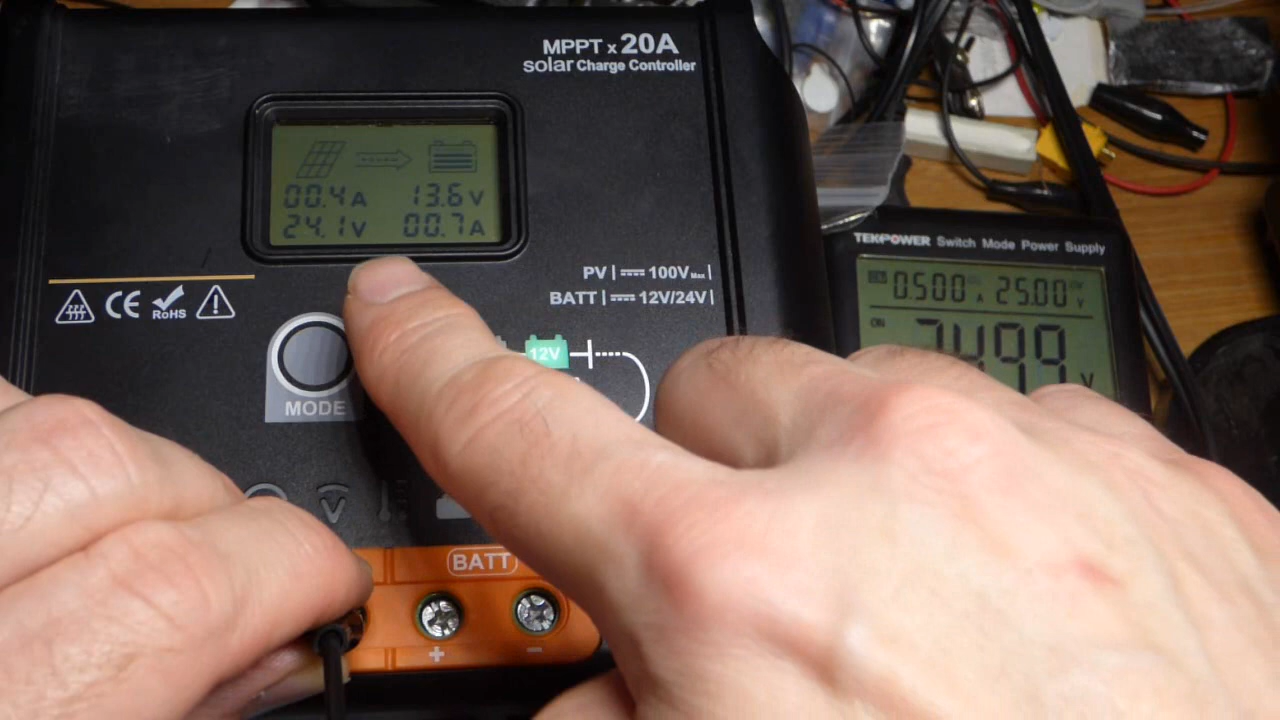 MPPT x 20A
solar Charge Controller
00.4A 13.6V
24.1V 00.7A
PV 100V Max
BATT 12V/24V
CE
RoHS
12V
MODE
BATT
+ -
TEKPOWER Switch Mode Power Supply
0.500 A 25.00 V
ON
V